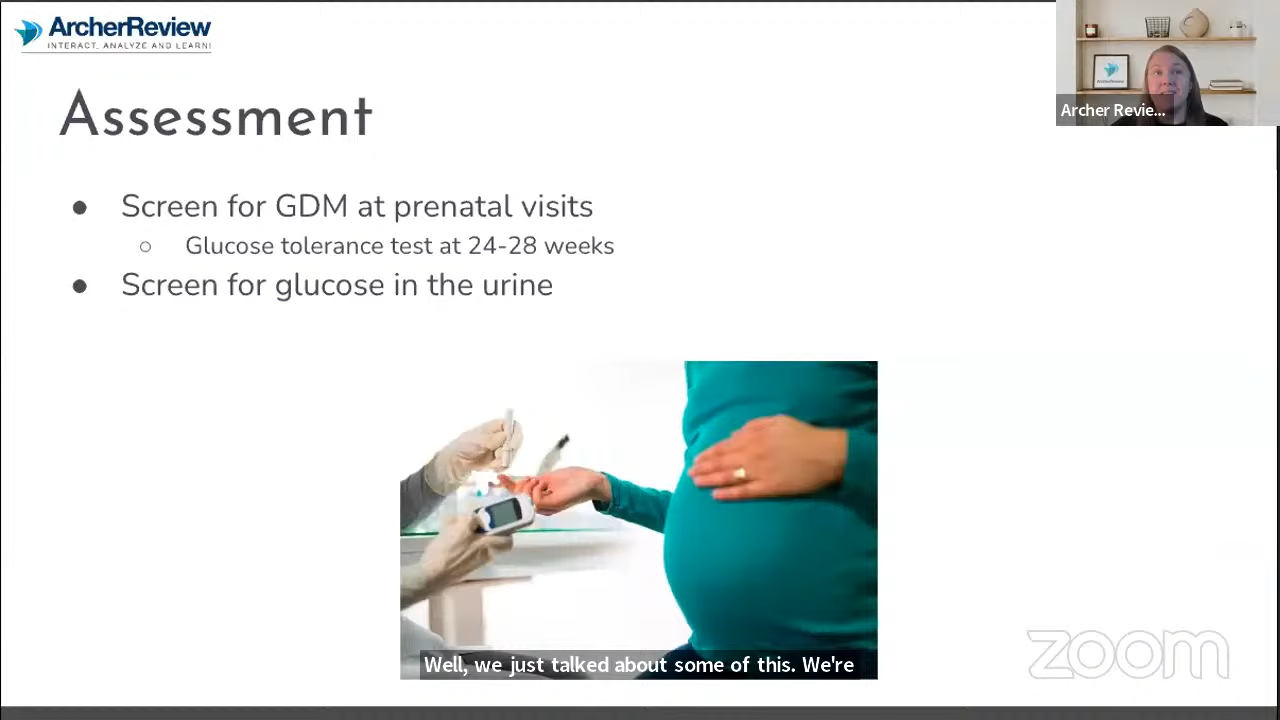 ArcherReview
INTERACT, ANALYZE AND LEARN!
Archer Revie...
Assessment
● Screen for GDM at prenatal visits
○ Glucose tolerance test at 24-28 weeks
● Screen for glucose in the urine
Well, we just talked about some of this. We're
zoom